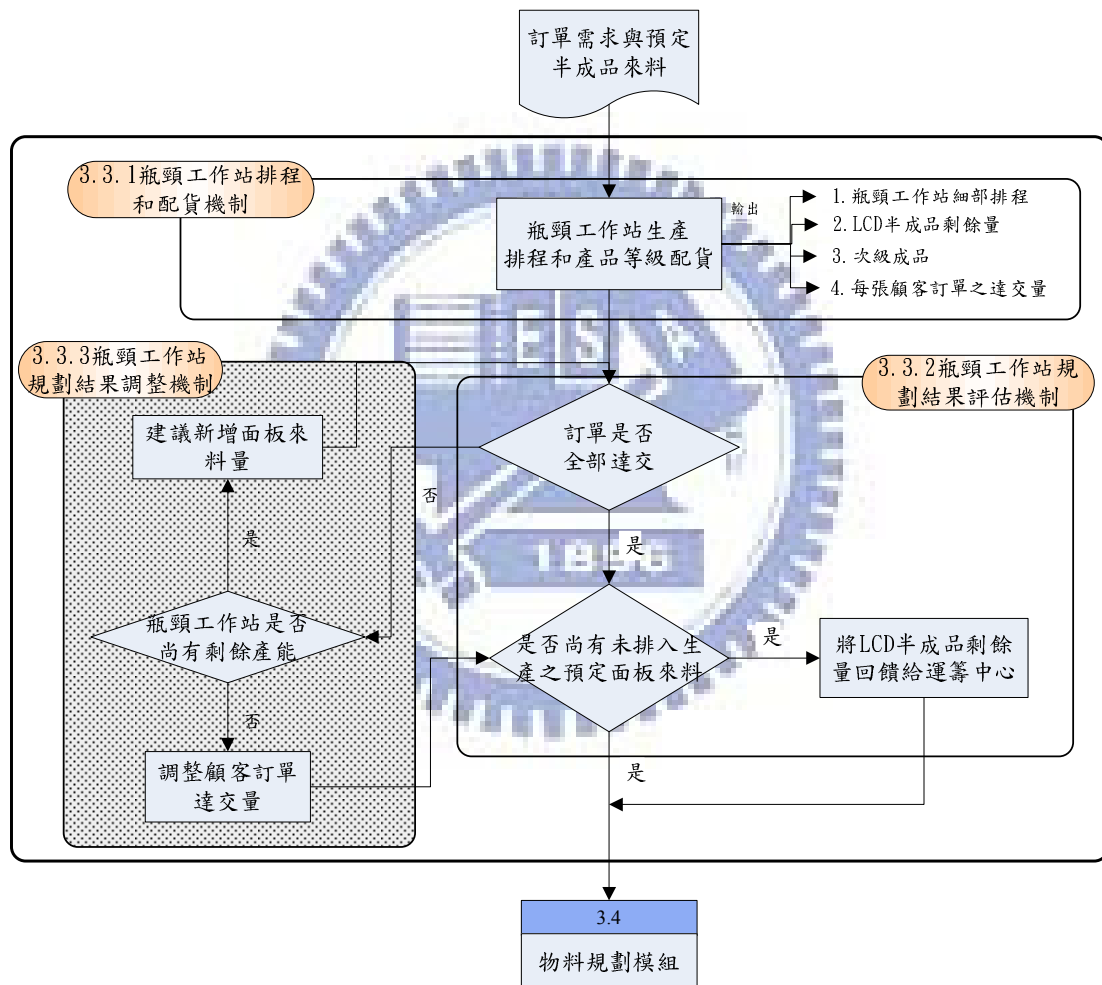 訂單需求與預定
半成品來料
3.3.1瓶頸工作站排程
和配貨機制
瓶頸工作站生產
排程和產品等級配貨
輸出
1.瓶頸工作站細部排程
2.LCD半成品剩餘量
3.次級成品
4.每張顧客訂單之達交量
3.3.3瓶頸工作站
規劃結果調整機制
3.3.2瓶頸工作站規
劃結果評估機制
建議新增面板來
料量
訂單是否
全部達交
否
是
是
瓶頸工作站是否
尚有剩餘產能
是否尚有未排入生
產之預定面板來料
是
將LCD半成品剩餘
量回饋給運籌中心
否
調整顧客訂單
達交量
是
3.4
物料規劃模組
E S
1896